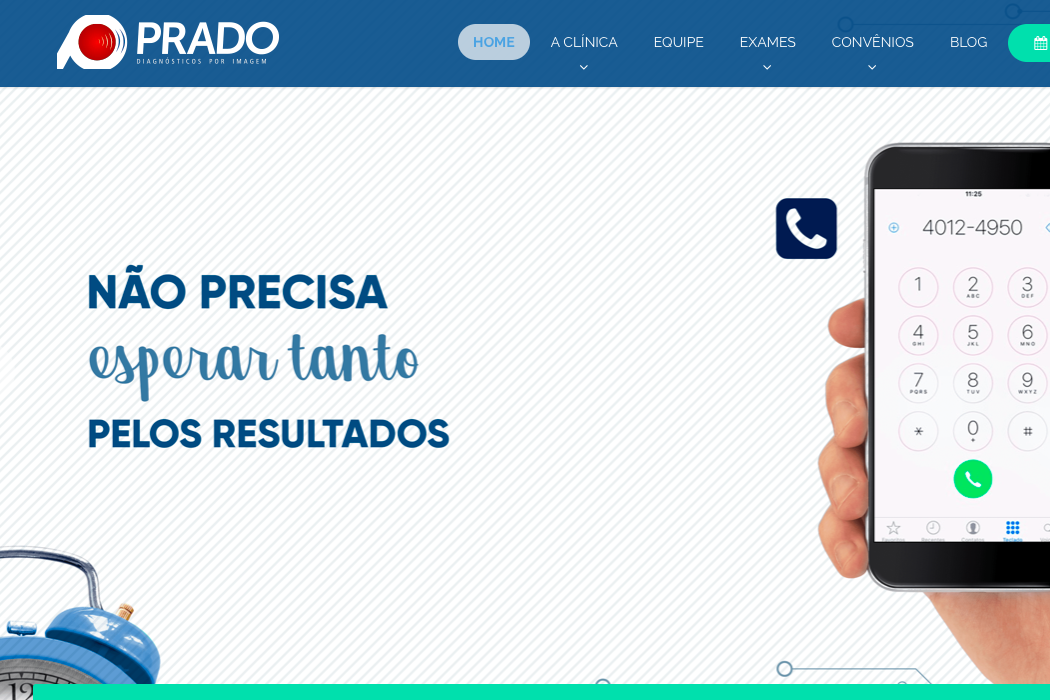 PRADO
DIAGNÓSTICOS POR IMAGEM
HOME
A CLÍNICA
EQUIPE
EXAMES
CONVÊNIOS
BLOG
NÃO PRECISA
esperar tanto
PELOS RESULTADOS
11:25
4012-4950
1
2
ABC
3
DEF
4
GHI
5
JKL
6
MNO
7
PQRS
8
TUV
9
WXYZ
*
0
+
#
12